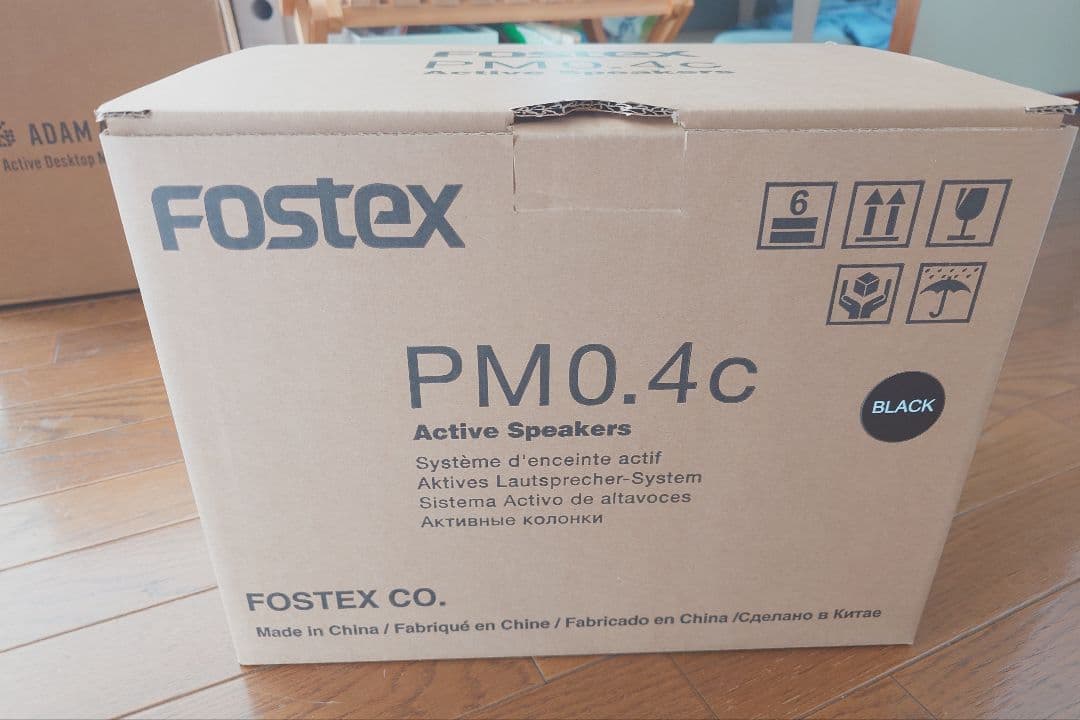 FOSTEX
PM0.4c
Active Speakers
ADAM
Active Desktop
Fostex
6
PM0.4c
BLACK
Active Speakers
Système d'enceinte actif
Aktives Lautsprecher-System
Sistema Activo de altavoces
Активные колонки
FOSTEX CO.
Made in China / Fabriqué en Chine / Fabricado en China /Сделано в Китае